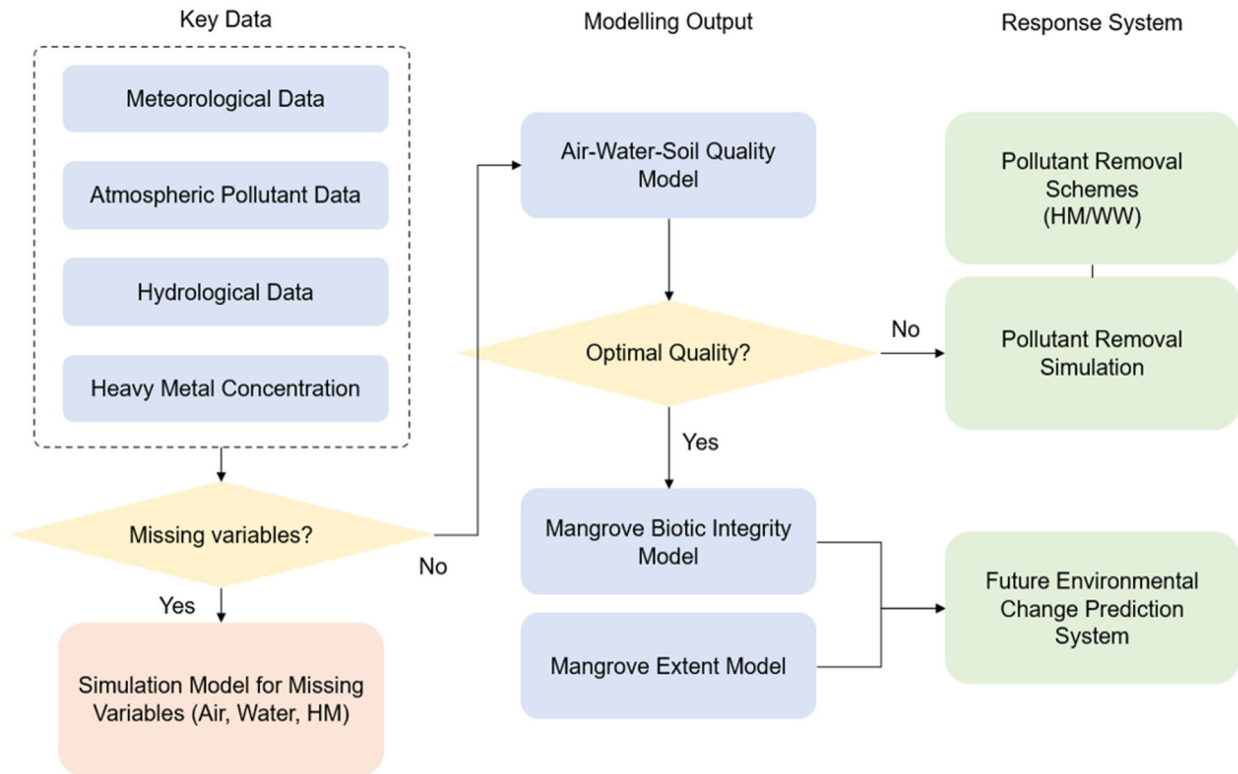 Key Data
Meteorological Data
Atmospheric Pollutant Data
Hydrological Data
Heavy Metal Concentration
Missing variables?
No
Yes
Simulation Model for Missing
Variables (Air, Water, HM)
Modelling Output
Air-Water-Soil Quality
Model
Optimal Quality?
No
Yes
Mangrove Biotic Integrity
Model
Mangrove Extent Model
Response System
Pollutant Removal
Schemes
(HM/WW)
Pollutant Removal
Simulation
Future Environmental
Change Prediction
System